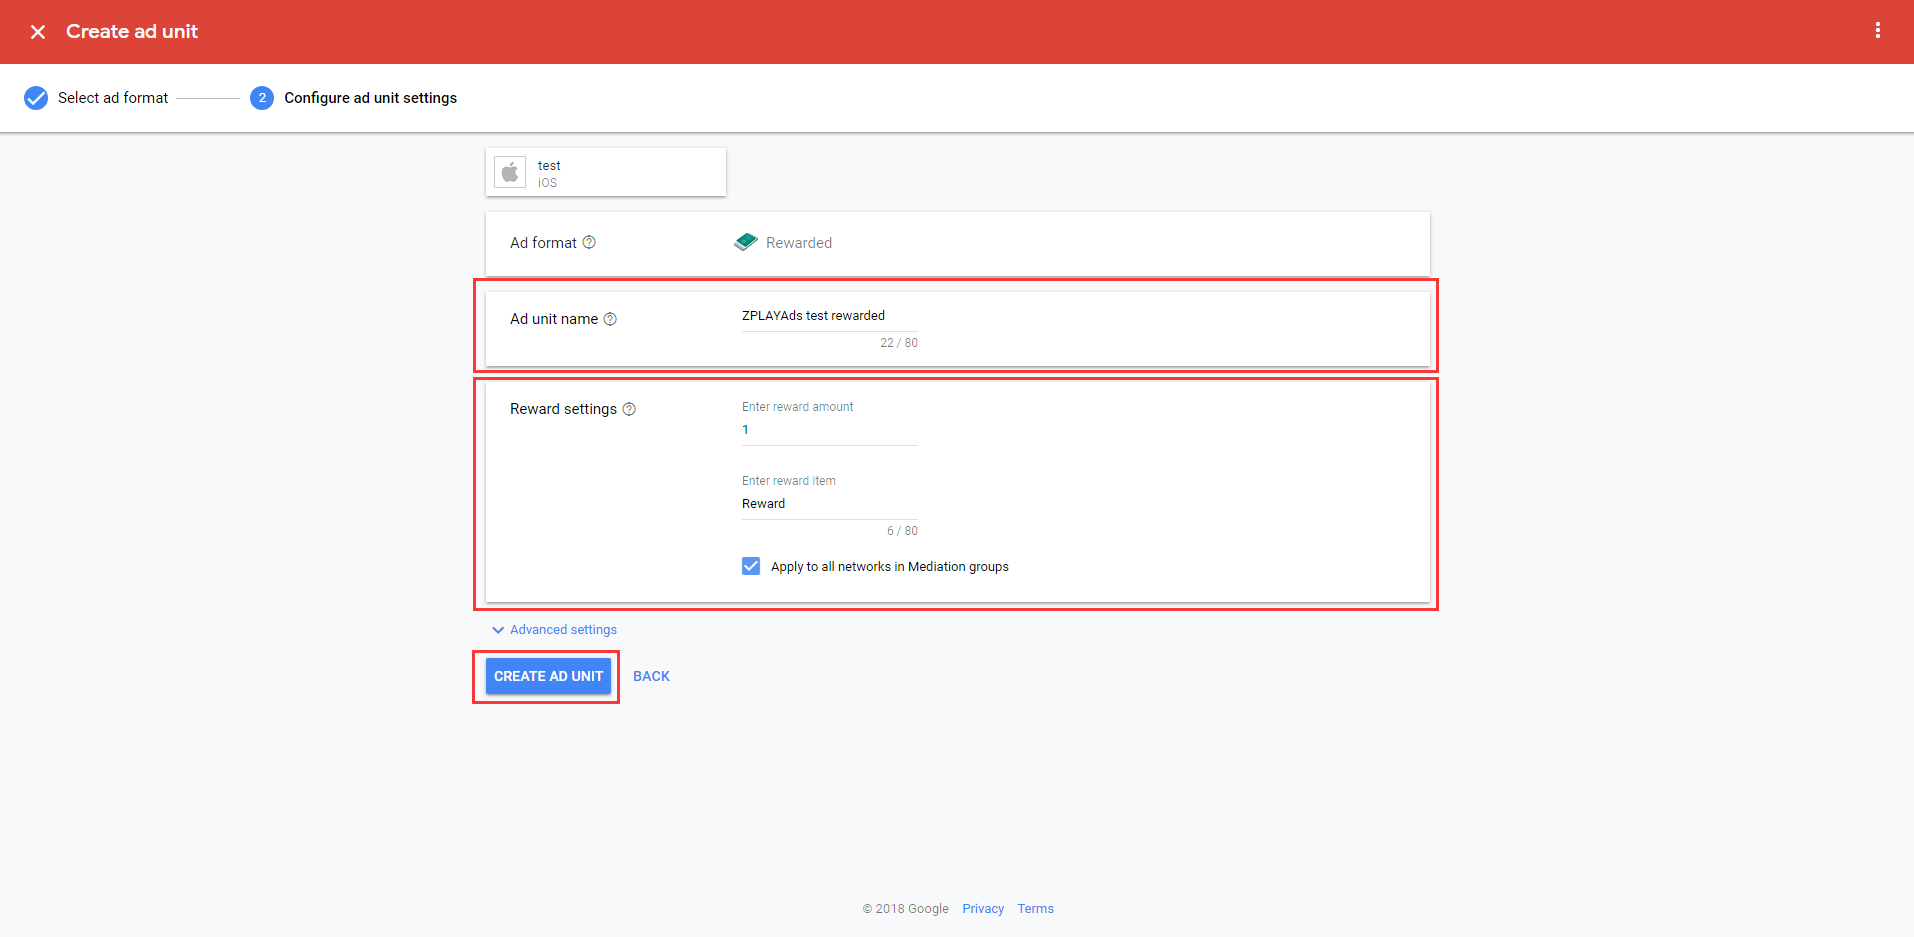 Create ad unit
Select ad format
2 Configure ad unit settings
test
iOS
Ad format
Rewarded
Ad unit name
ZPLAYAds test rewarded
22 / 80
Reward settings
Enter reward amount
1
Enter reward item
Reward
6 / 80
Apply to all networks in Mediation groups
Advanced settings
CREATE AD UNIT BACK
© 2018 Google Privacy Terms